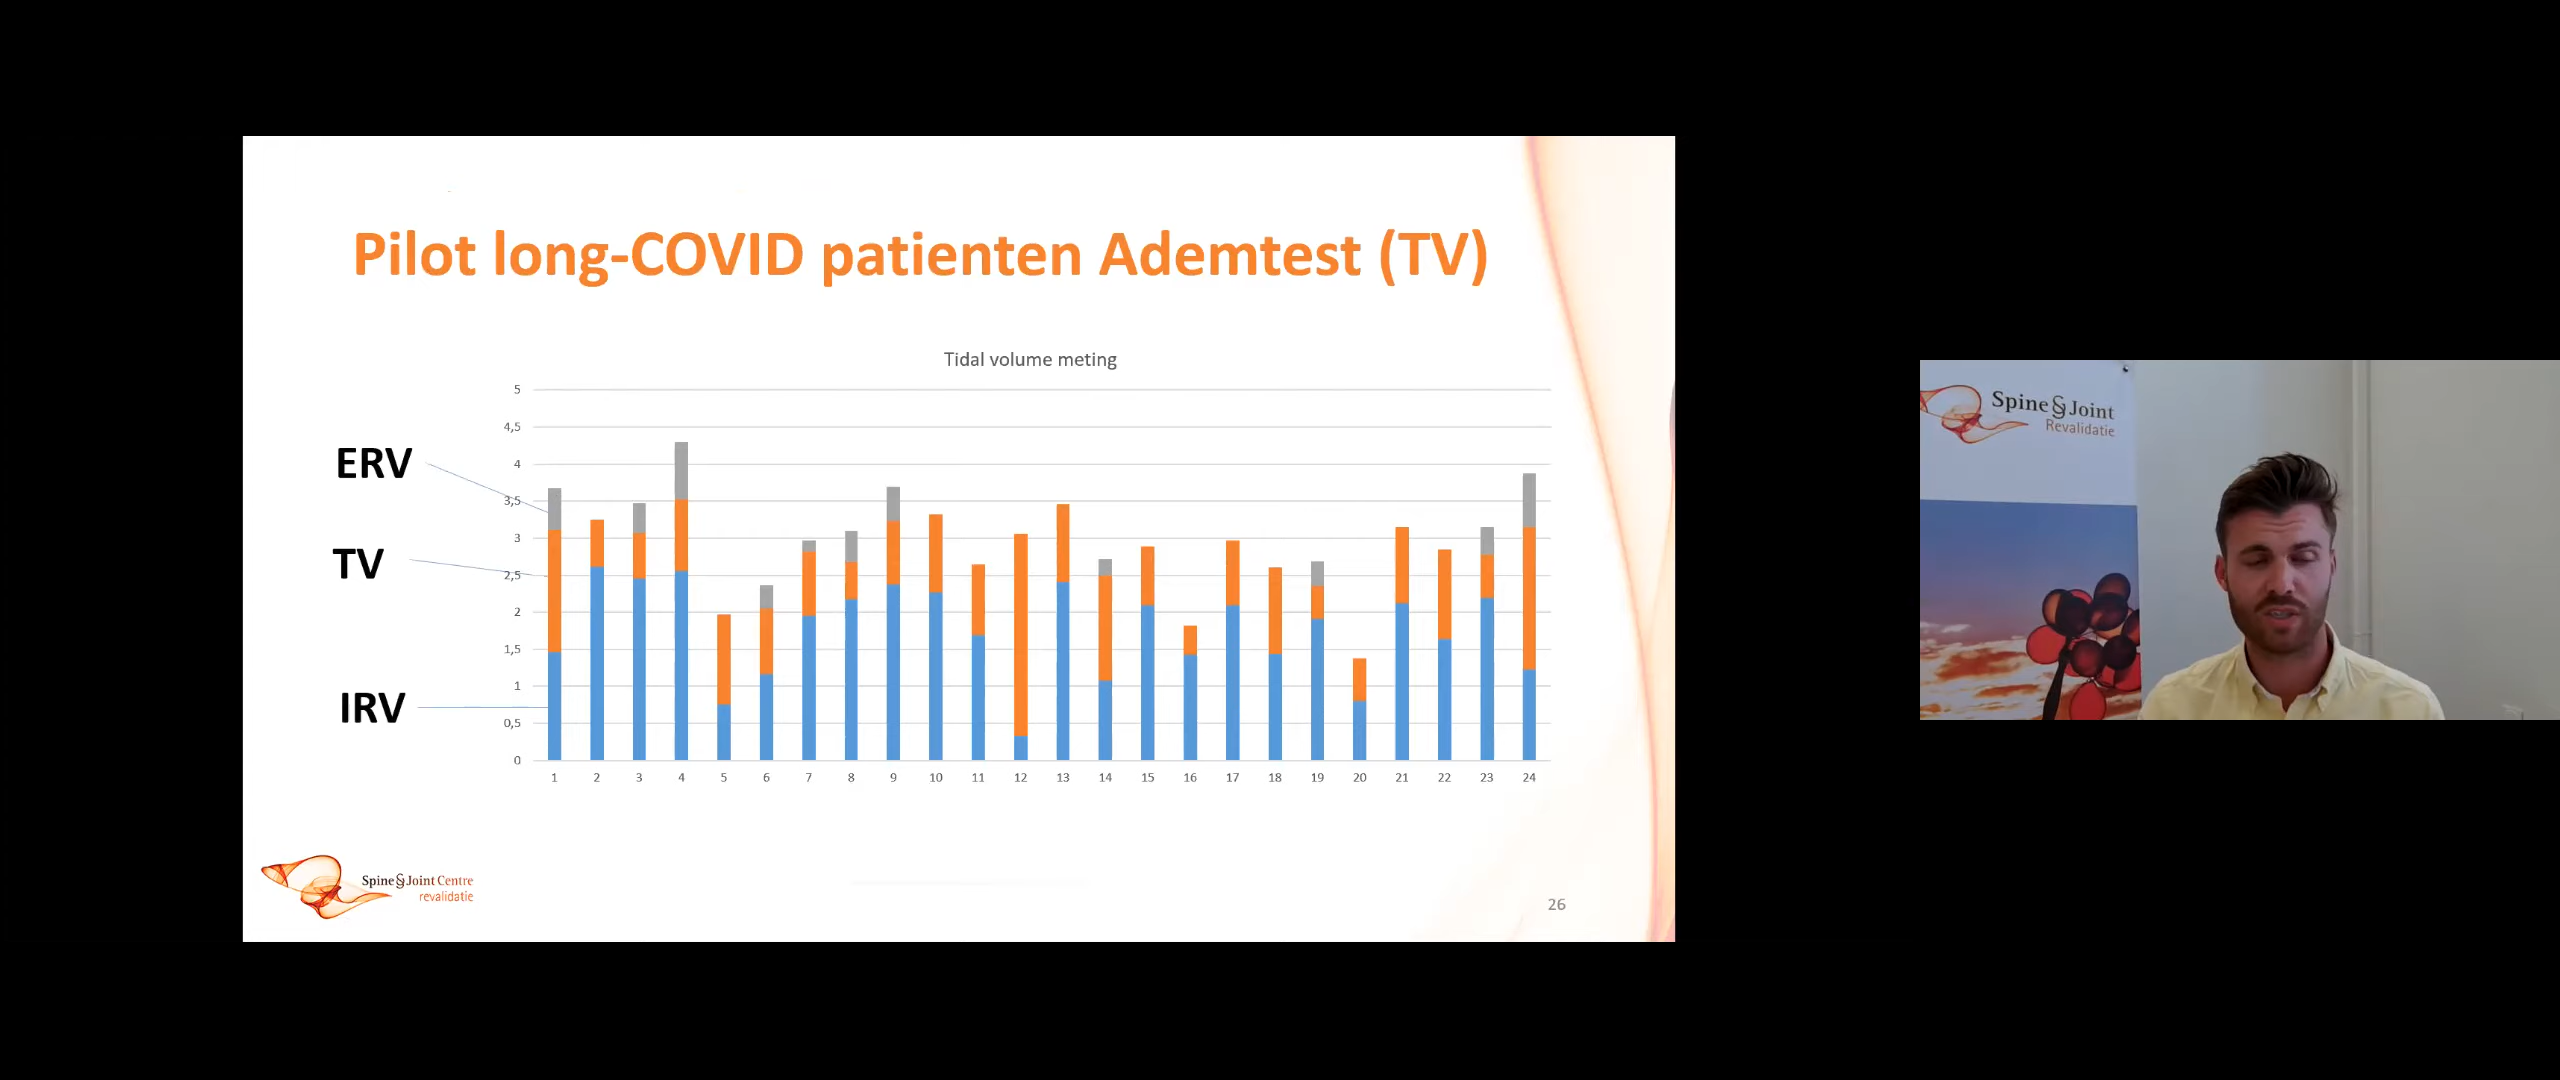 Pilot long-COVID patienten Ademtest (TV)
Tidal volume meting
5
4,5
4
3,5
3
2,5
2
1,5
1
0,5
0
ERV
TV
IRV
1 2 3 4 5 6 7 8 9 10 11 12 13 14 15 16 17 18 19 20 21 22 23 24
Spine&Joint Centre
revalidatie
26
Spine&Joint
Revalidatie